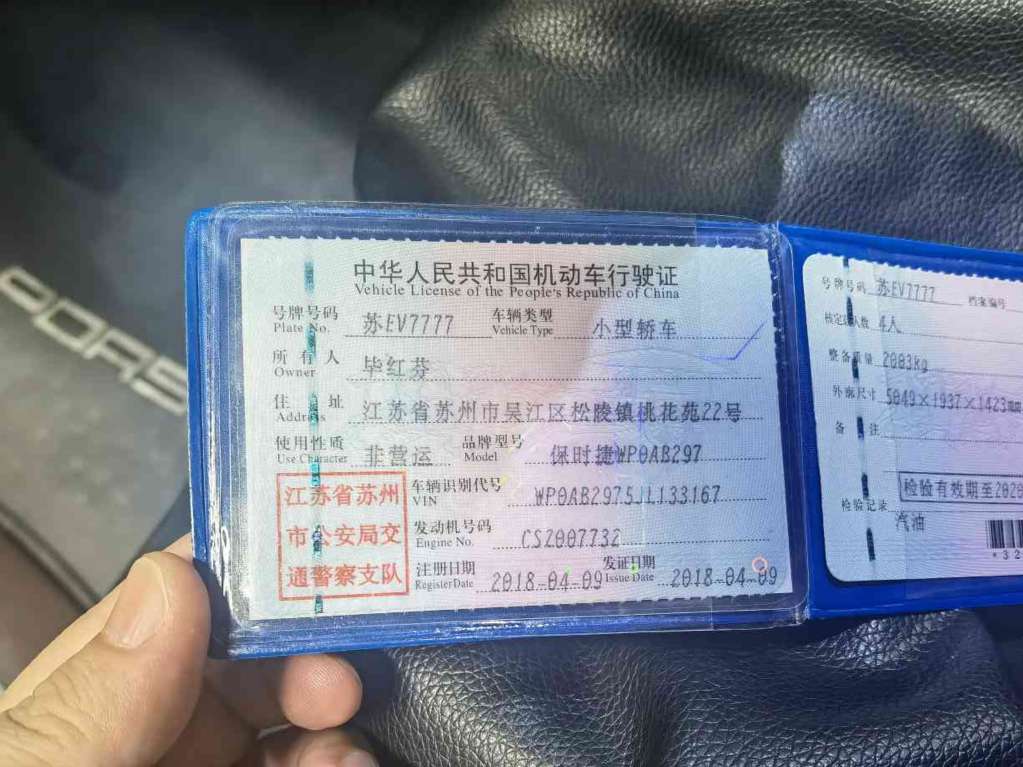 PORS
中华人民共和国机动车行驶证
Vehicle License of the People's Republic of China
号牌号码 苏EV7777 车辆类型 小型轿车
Plate No. Vehicle Type
所有人 毕红芬
Owner
住址 江苏省苏州市吴江区松陵镇桃花苑22号
Address
使用性质 非营运 品牌型号 保时捷WP0AB297
Use Character Model
江苏省苏州
市公安局交
通警察支队
车辆识别代号 WP0AB2975JL133167
VIN
发动机号码 CS2007732
Engine No.
注册日期 2018-04-09 发证日期 2018-04-09
Register Date Issue Date
号牌号码 苏EV7777 档案编号
核定载人数 4人
整备质量 2083kg
外廓尺寸 5049×1937×1423
备注
检验有效期至2020
检验记录
汽油
*32